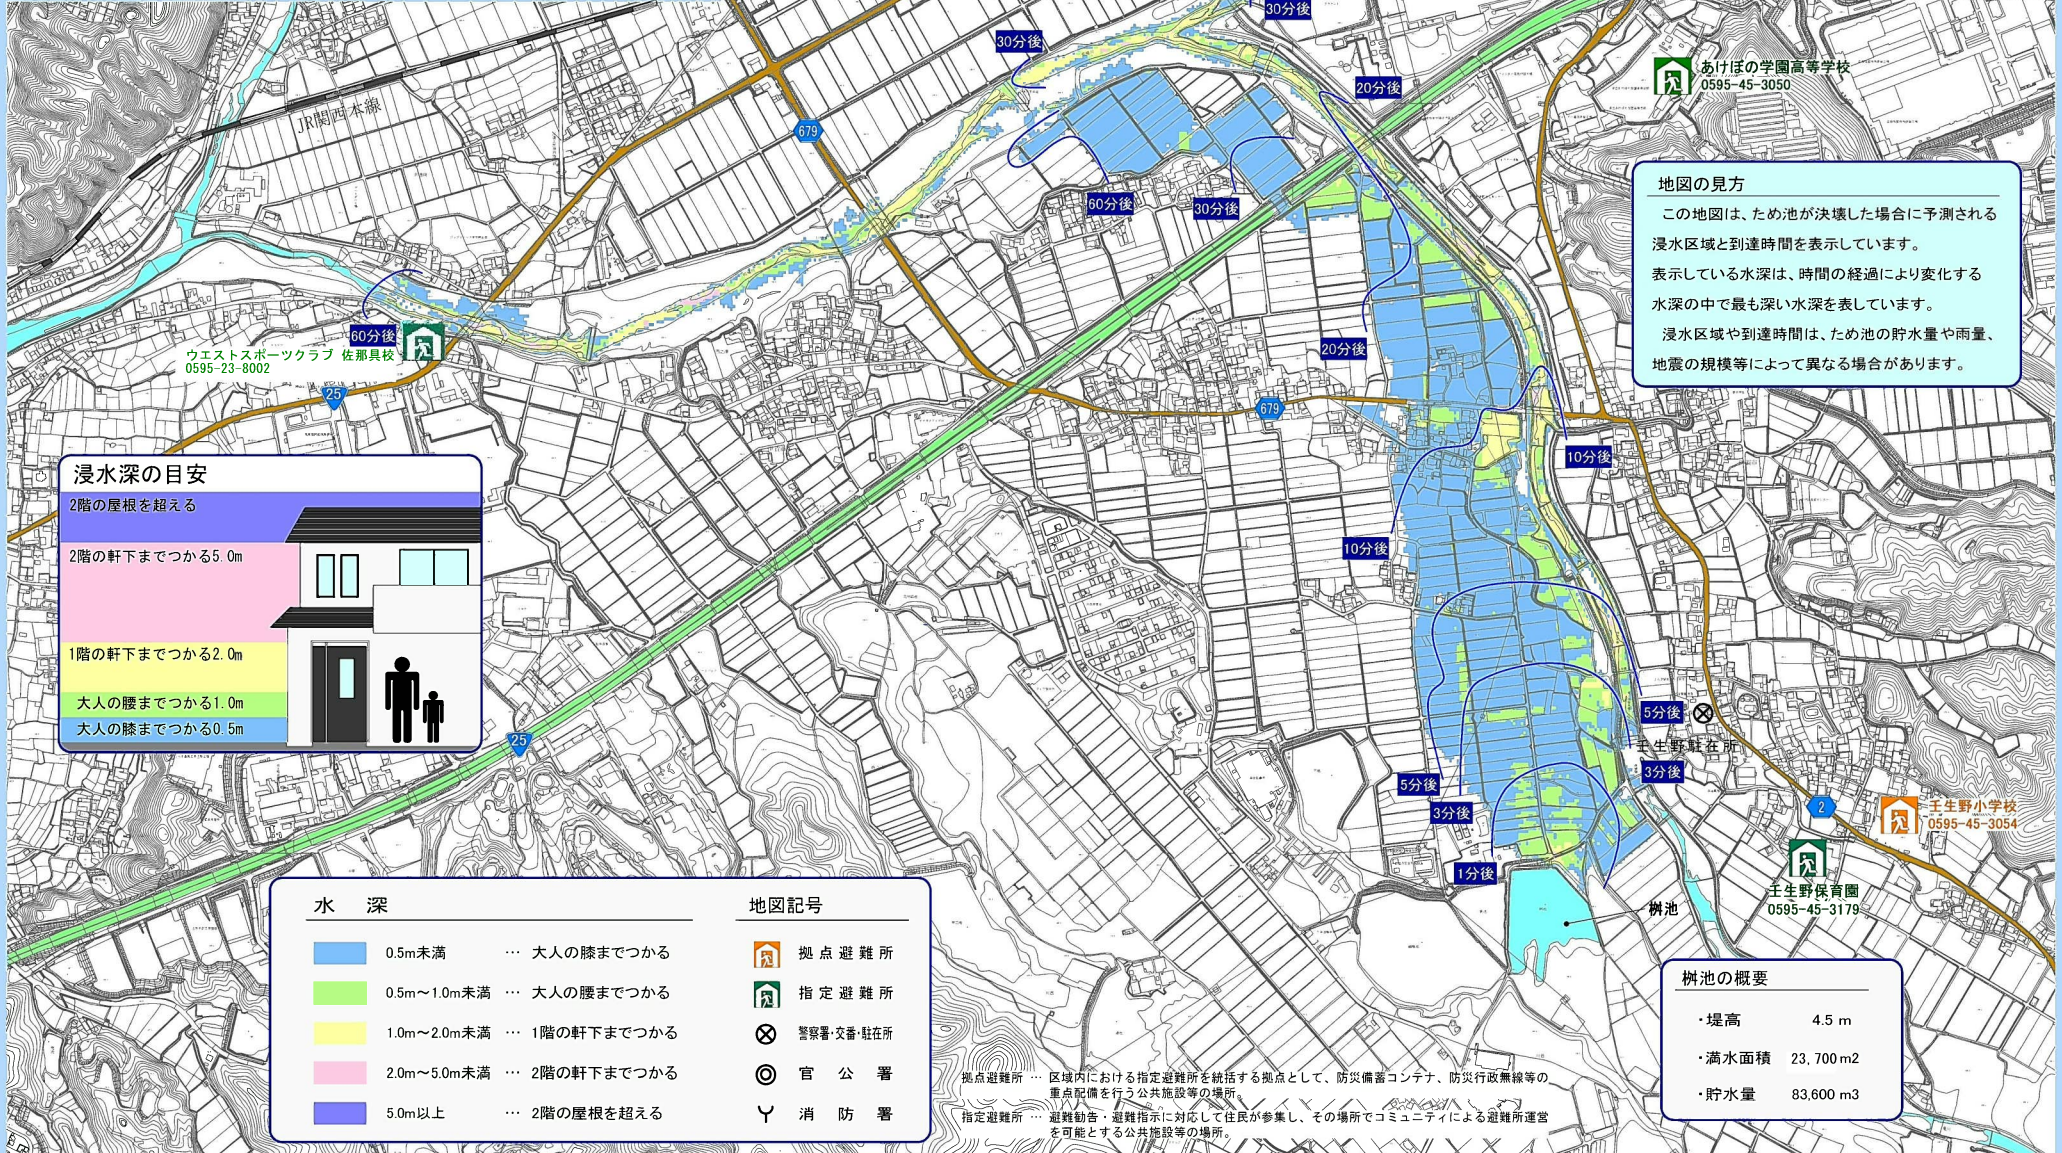 30分後
30分後
20分後
あけぼの学園高等学校
0595-45-3050
JR関西本線
679
60分後
30分後
地図の見方
この地図は、ため池が決壊した場合に予測される
浸水区域と到達時間を表示しています。
表示している水深は、時間の経過により変化する
水深の中で最も深い水深を表しています。
浸水区域や到達時間は、ため池の貯水量や雨量、
地震の規模等によって異なる場合があります。
60分後
ウエストスポーツクラブ 佐那具校
0595-23-8002
20分後
25
679
10分後
10分後
浸水深の目安
2階の屋根を超える
2階の軒下までつかる5.0m
1階の軒下までつかる2.0m
大人の腰までつかる1.0m
大人の膝までつかる0.5m
25
5分後
壬生野駐在所
3分後
5分後
3分後
1分後
2
壬生野小学校
0595-45-3054
壬生野保育園
0595-45-3179
桝池
水 深
0.5m未満 … 大人の膝までつかる
0.5m～1.0m未満 … 大人の腰までつかる
1.0m～2.0m未満 … 1階の軒下までつかる
2.0m～5.0m未満 … 2階の軒下までつかる
5.0m以上 … 2階の屋根を超える
地図記号
拠点避難所
指定避難所
警察署・交番・駐在所
官公署
消防署
拠点避難所 … 区域内における指定避難所を統括する拠点として、防災備蓄コンテナ、防災行政無線等の
重点配備を行う公共施設等の場所。
指定避難所 … 避難勧告・避難指示に対応して住民が参集し、その場所でコミュニティによる避難所運営
を可能とする公共施設等の場所。
桝池の概要
・堤高 4.5 m
・満水面積 23,700 m2
・貯水量 83,600 m3